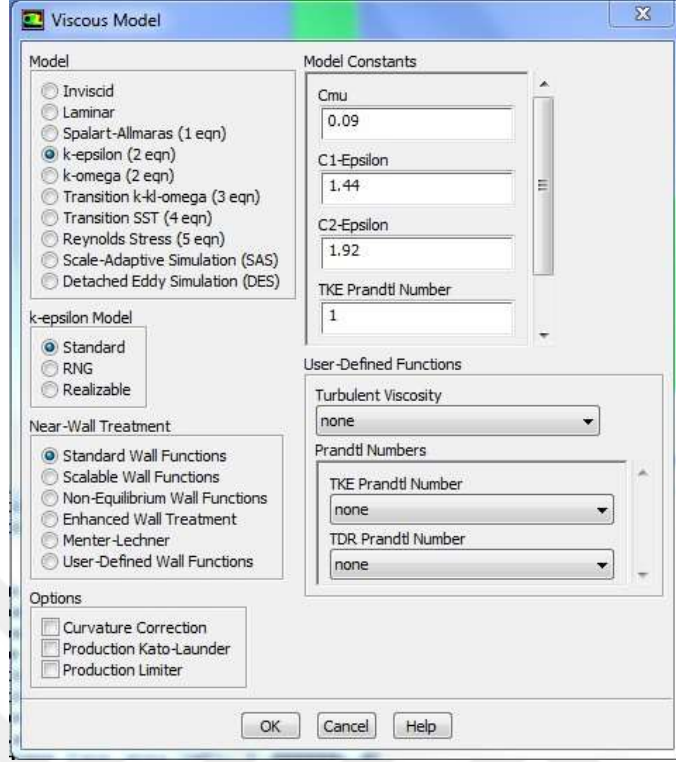 Viscous Model
Model
Inviscid
Laminar
Spalart-Allmaras (1 eqn)
k-epsilon (2 eqn)
k-omega (2 eqn)
Transition k-kl-omega (3 eqn)
Transition SST (4 eqn)
Reynolds Stress (5 eqn)
Scale-Adaptive Simulation (SAS)
Detached Eddy Simulation (DES)
k-epsilon Model
Standard
RNG
Realizable
Near-Wall Treatment
Standard Wall Functions
Scalable Wall Functions
Non-Equilibrium Wall Functions
Enhanced Wall Treatment
Menter-Lechner
User-Defined Wall Functions
Options
Curvature Correction
Production Kato-Launder
Production Limiter
Model Constants
Cmu
0.09
C1-Epsilon
1.44
C2-Epsilon
1.92
TKE Prandtl Number
1
User-Defined Functions
Turbulent Viscosity
none
Prandtl Numbers
TKE Prandtl Number
none
TDR Prandtl Number
none
OK
Cancel
Help